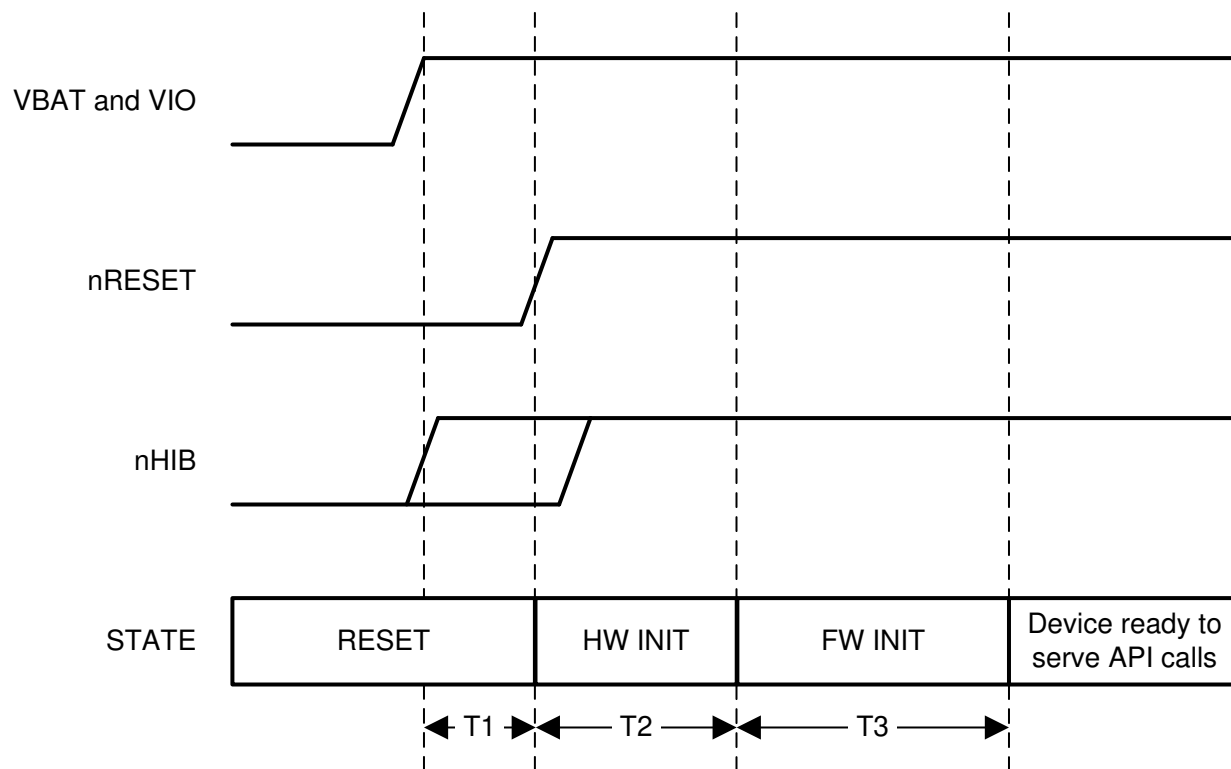 VBAT and VIO
nRESET
nHIB
STATE
RESET
HW INIT
FW INIT
Device ready to
serve API calls
T1
T2
T3